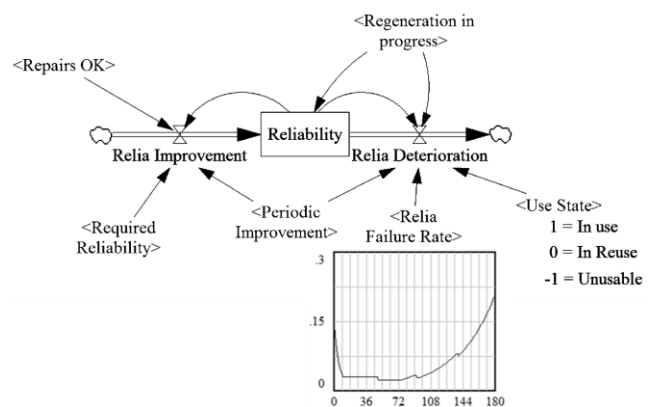 <Regeneration in
progress>
<Repairs OK>
Reliability
Relia Improvement
Relia Deterioration
<Required
Reliability>
<Periodic
Improvement>
<Relia
Failure Rate>
<Use State>
1 = In use
0 = In Reuse
-1 = Unusable
.3
.15
0
0 36 72 108 144 180